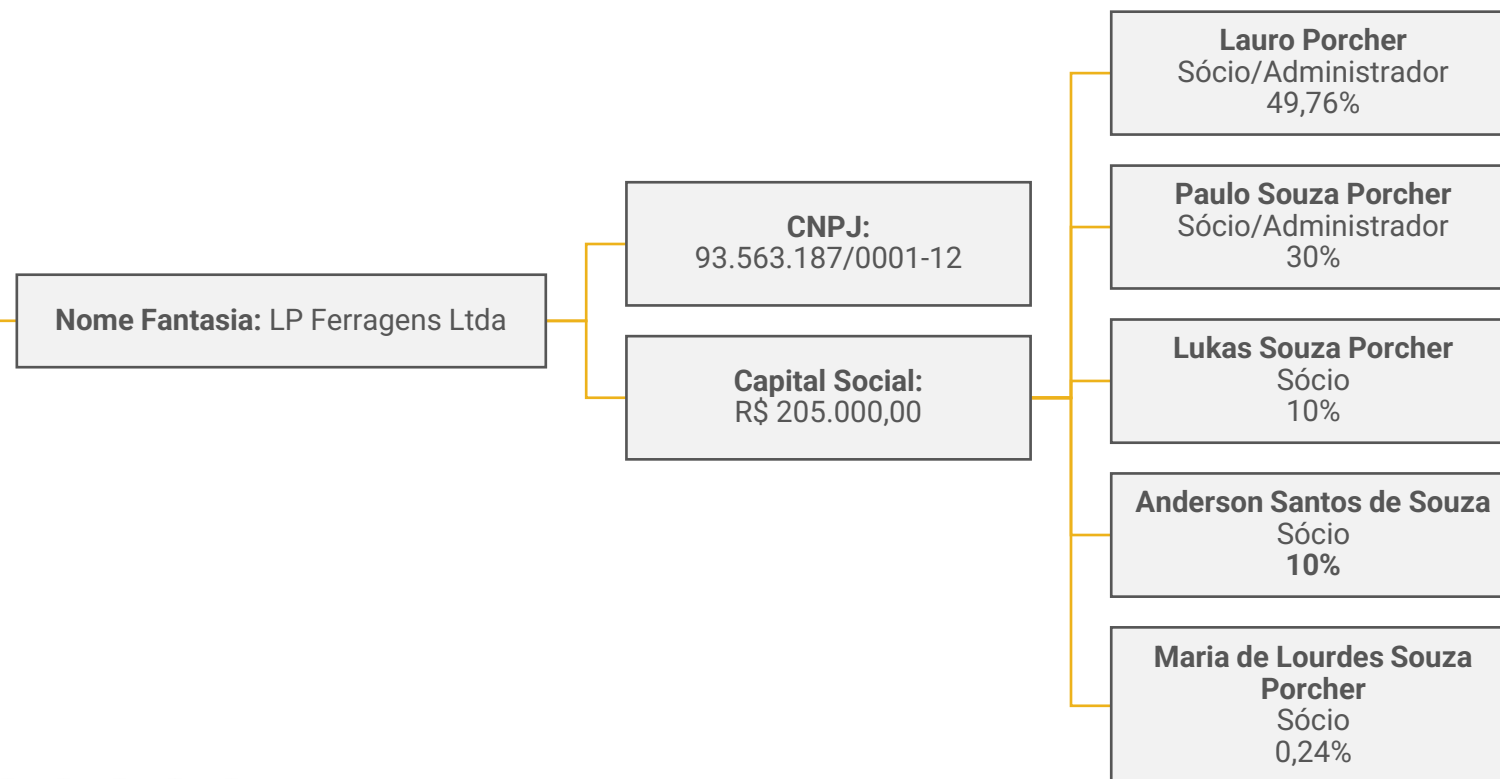 Nome Fantasia: LP Ferragens Ltda
CNPJ:
93.563.187/0001-12
Capital Social:
R$ 205.000,00
Lauro Porcher
Sócio/Administrador
49,76%
Paulo Souza Porcher
Sócio/Administrador
30%
Lukas Souza Porcher
Sócio
10%
Anderson Santos de Souza
Sócio
10%
Maria de Lourdes Souza
Porcher
Sócio
0,24%